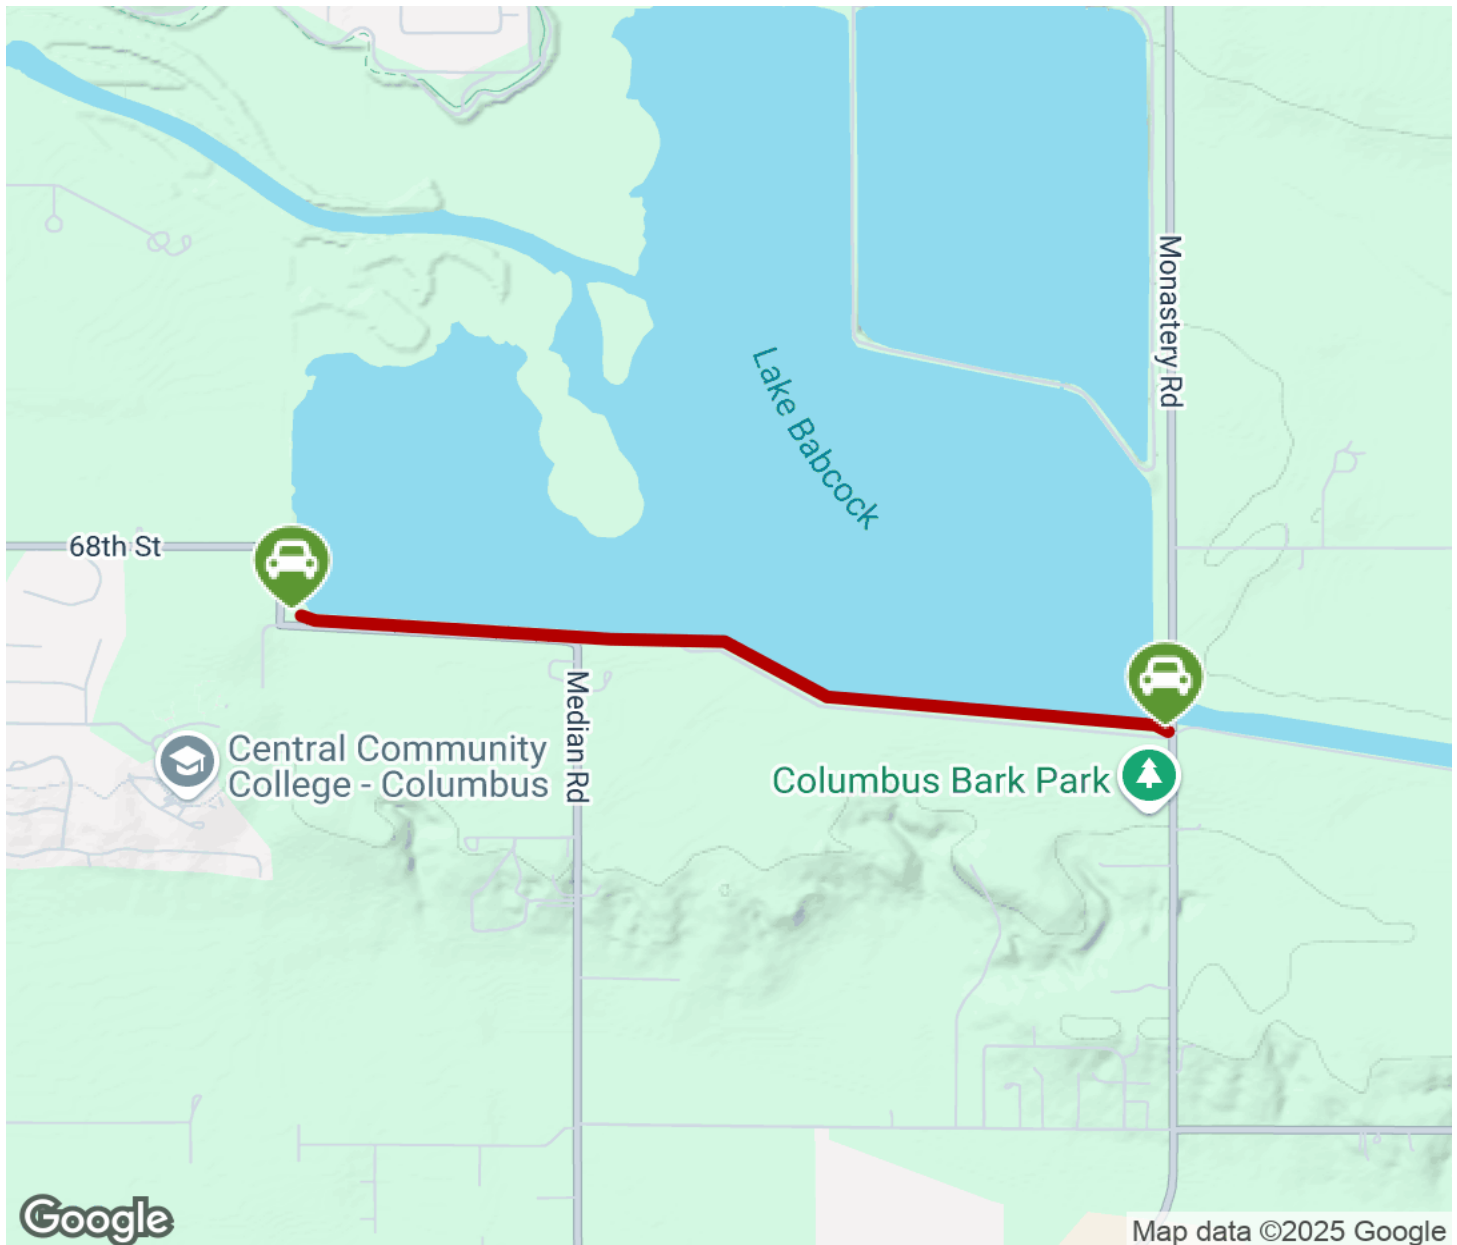 Monastery Rd
Lake Babcock
68th St
Median Rd
Central Community
College - Columbus
Columbus Bark Park
Google
Map data ©2025 Google